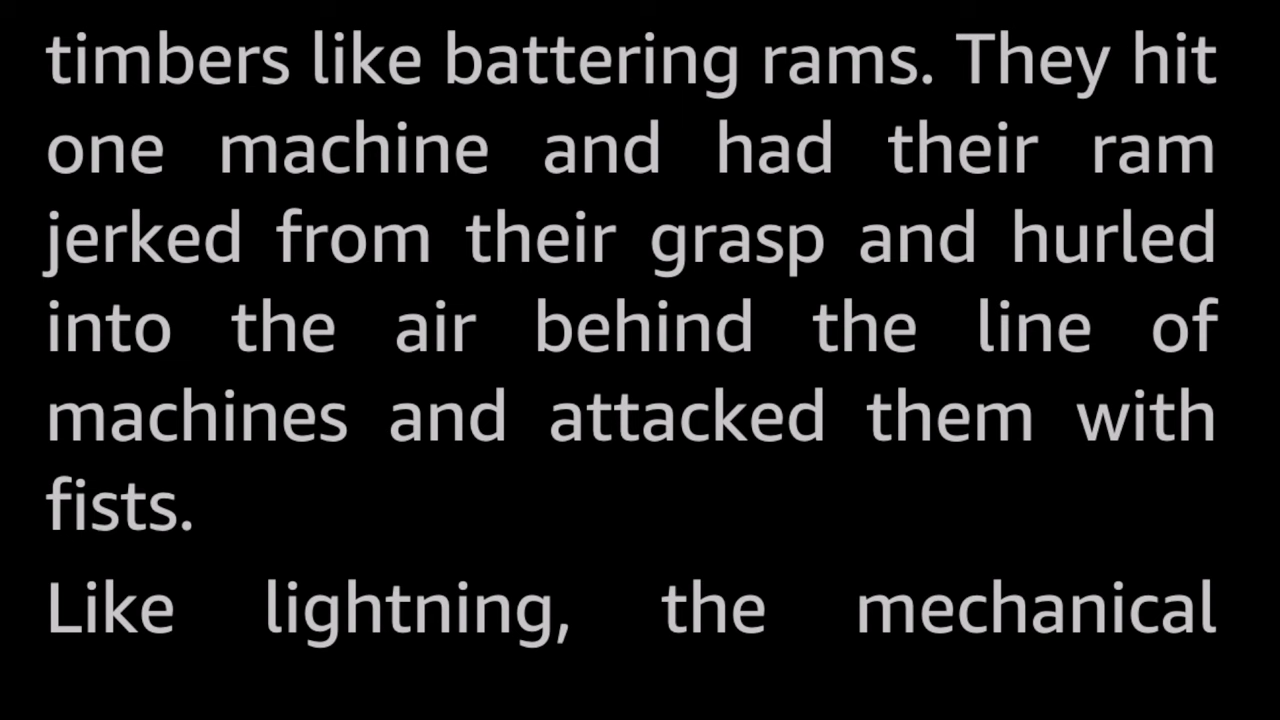 timbers like battering rams. They hit
one machine and had their ram
jerked from their grasp and hurled
into the air behind the line of
machines and attacked them with
fists.
Like lightning, the mechanical